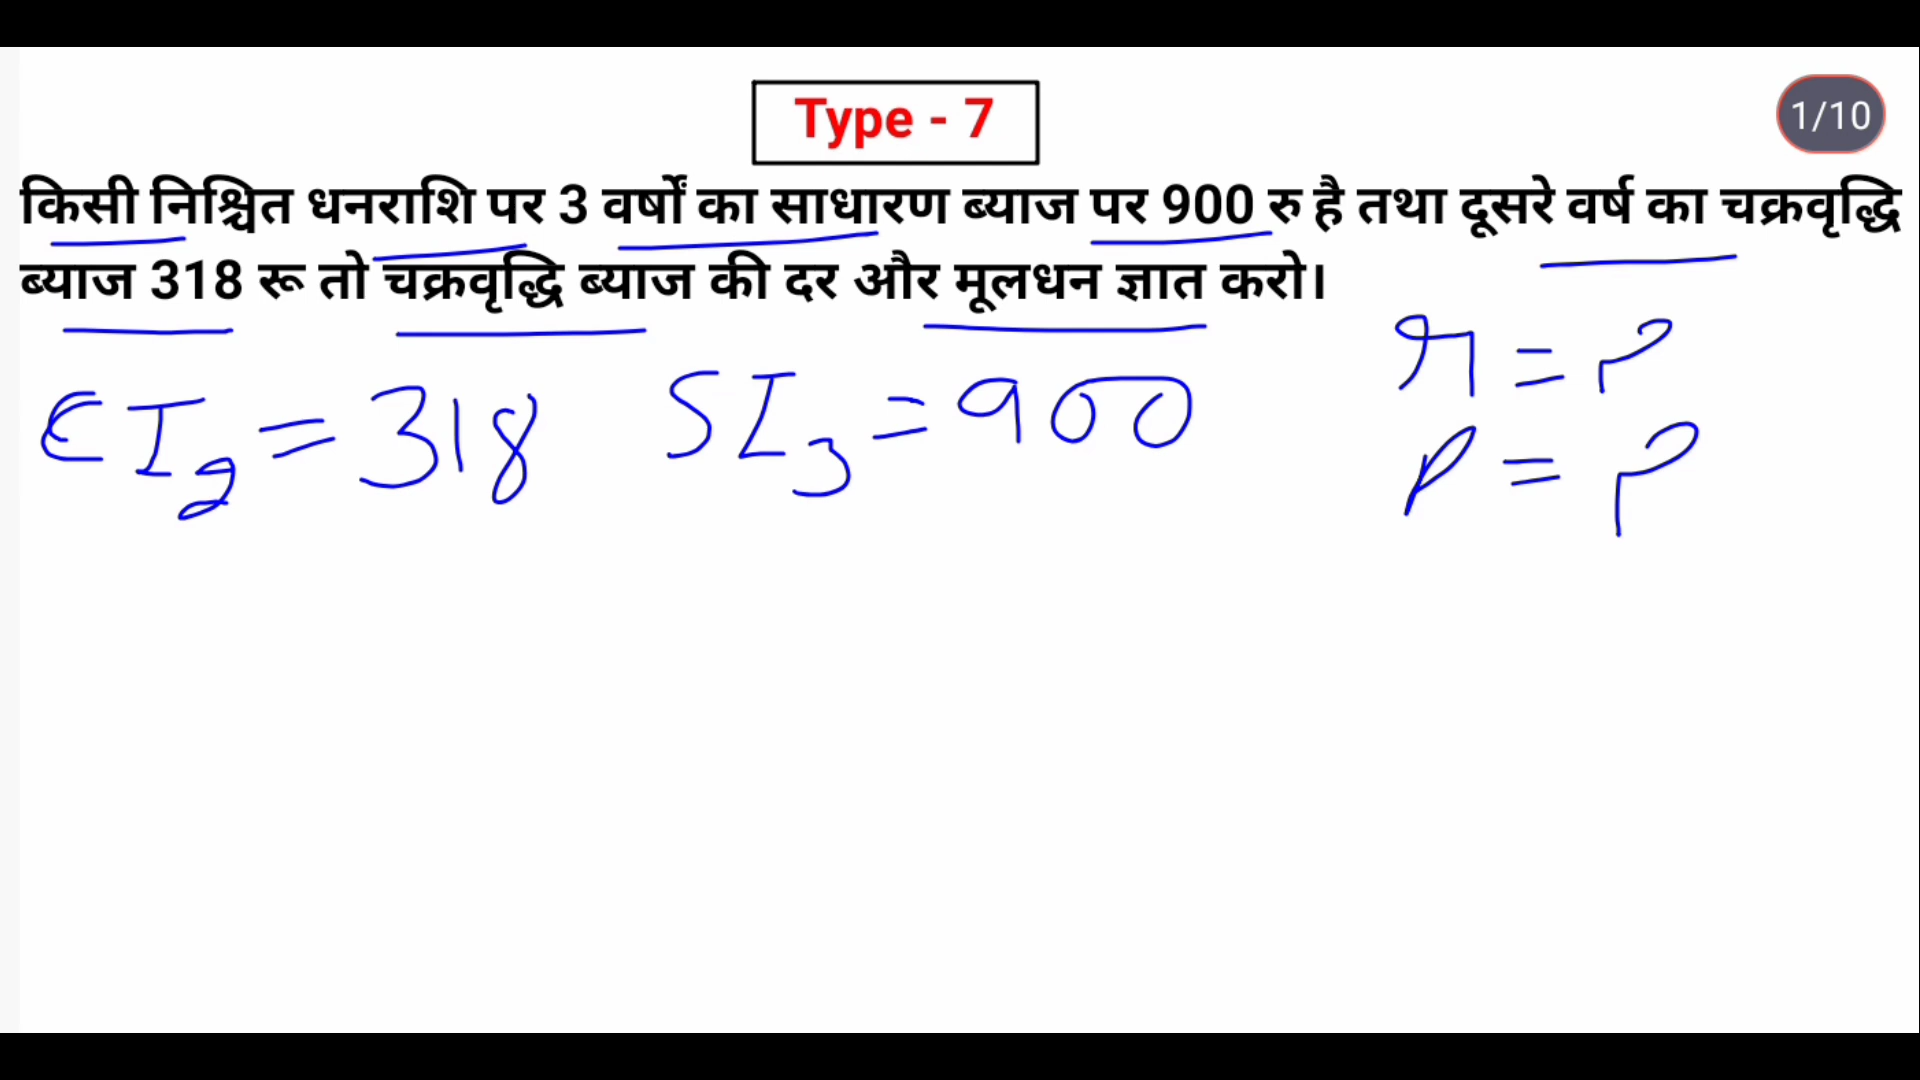 Type - 7
1/10
किसी निश्चित धनराशि पर 3 वर्षों का साधारण ब्याज पर 900 रु है तथा दूसरे वर्ष का चक्रवृद्धि
ब्याज 318 रू तो चक्रवृद्धि ब्याज की दर और मूलधन ज्ञात करो।
CI2 = 318 SI3 = 900 r = ?
P = ?